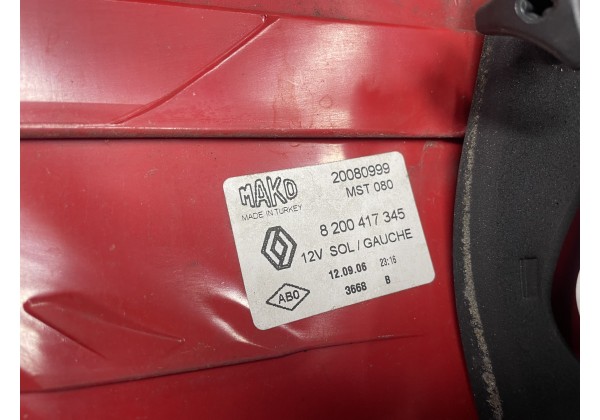 MAKO
MADE IN TURKEY
20080999
MST 080
8 200 417 345
12V SOL / GAUCHE
12.09.06 23:16
ABO
3668 B